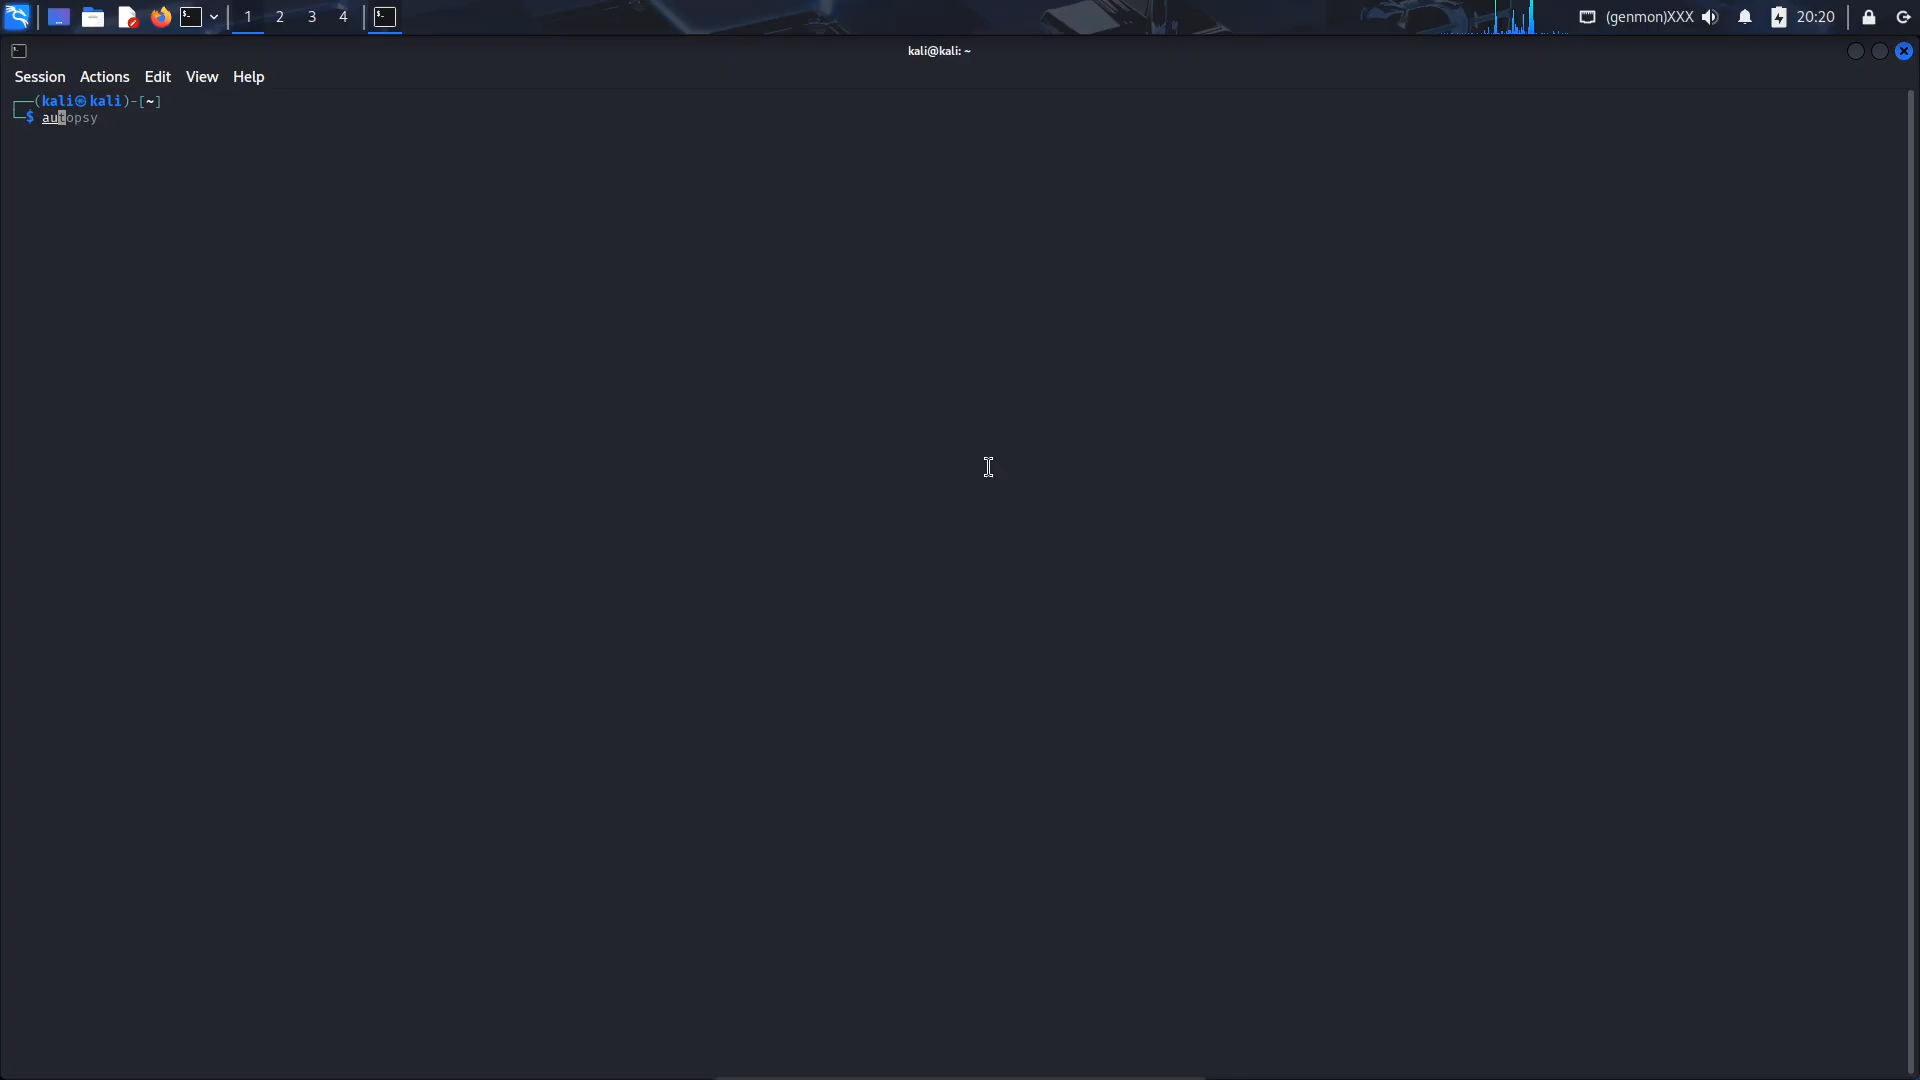 1 2 3 4 (genmon)XXX 20:20
kali@kali: ~
Session Actions Edit View Help
┌──(kali㉿kali)-[~]
└─$ autopsy